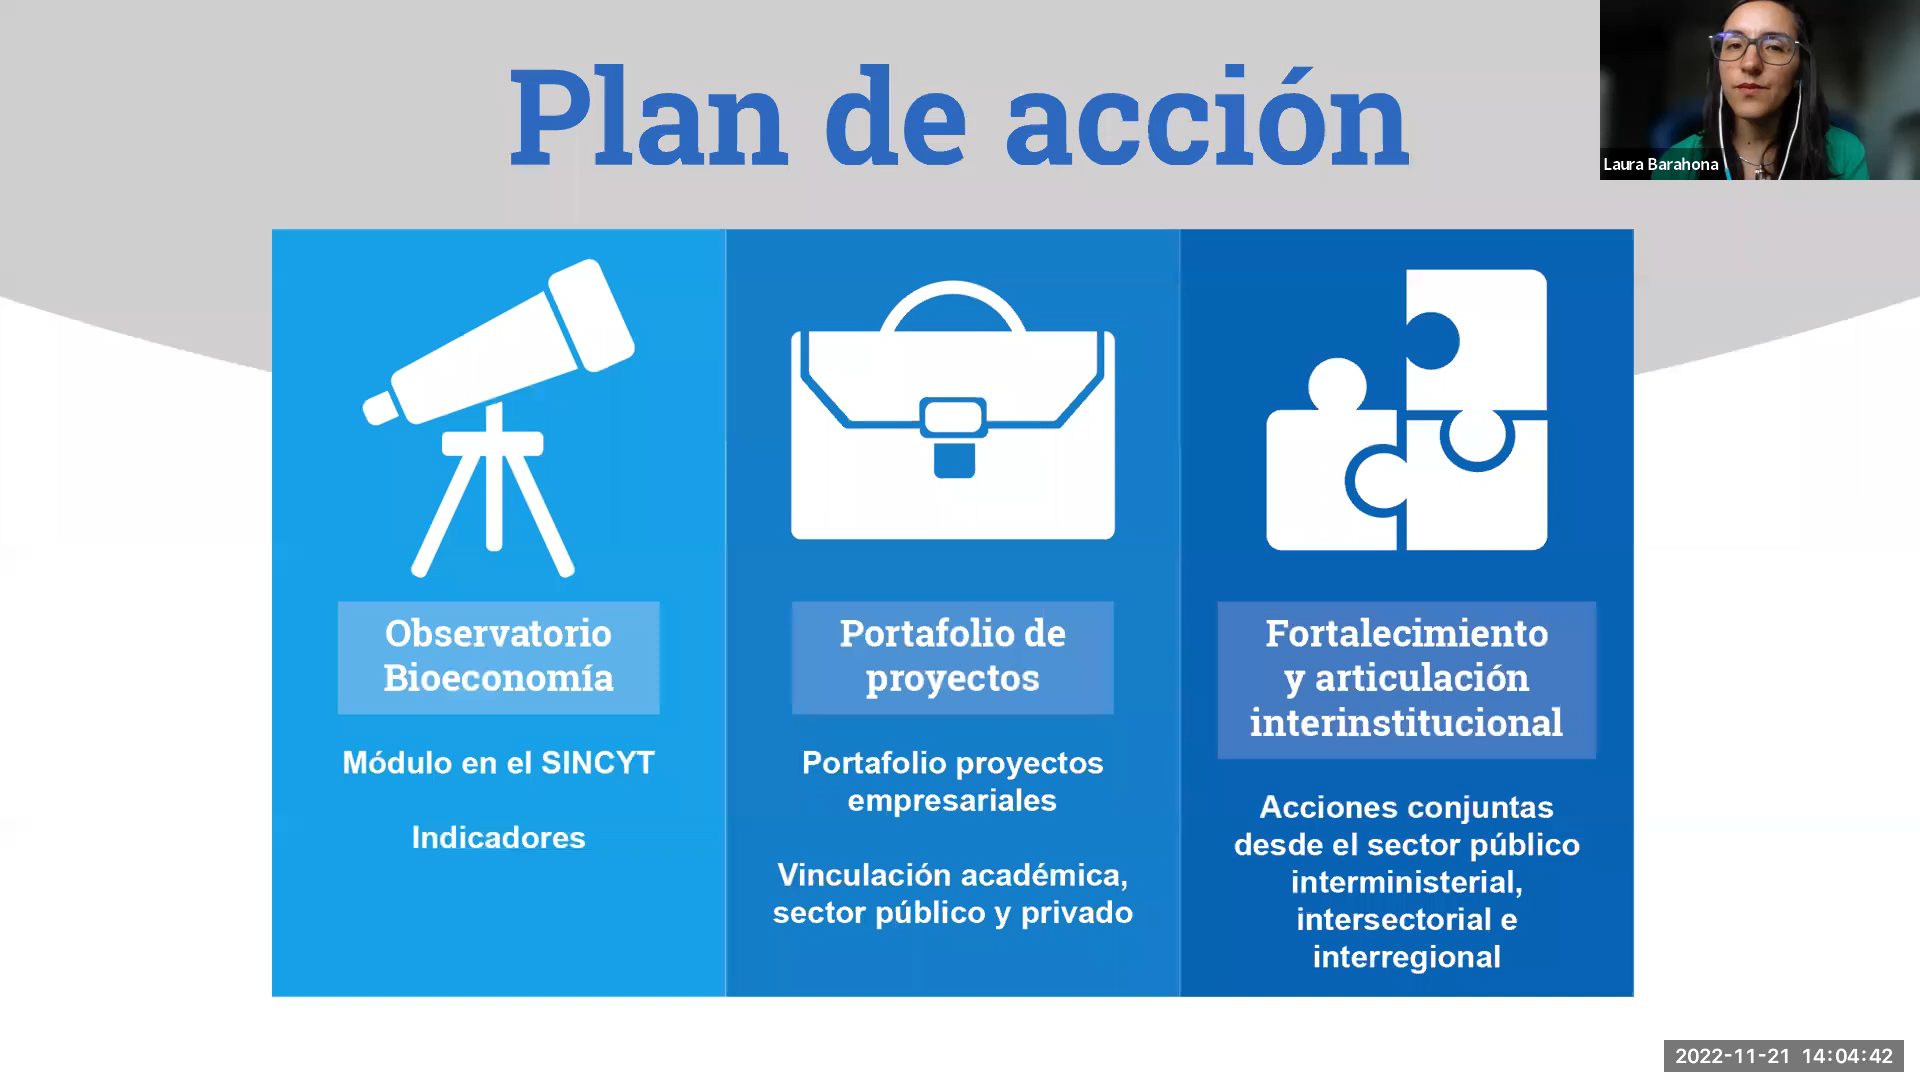 Plan de acción
Laura Barahona
Observatorio
Bioeconomía
Módulo en el SINCYT
Indicadores
Portafolio de
proyectos
Portafolio proyectos
empresariales
Vinculación académica,
sector público y privado
Fortalecimiento
y articulación
interinstitucional
Acciones conjuntas
desde el sector público
interministerial,
intersectorial e
interregional
2022-11-21 14:04:42